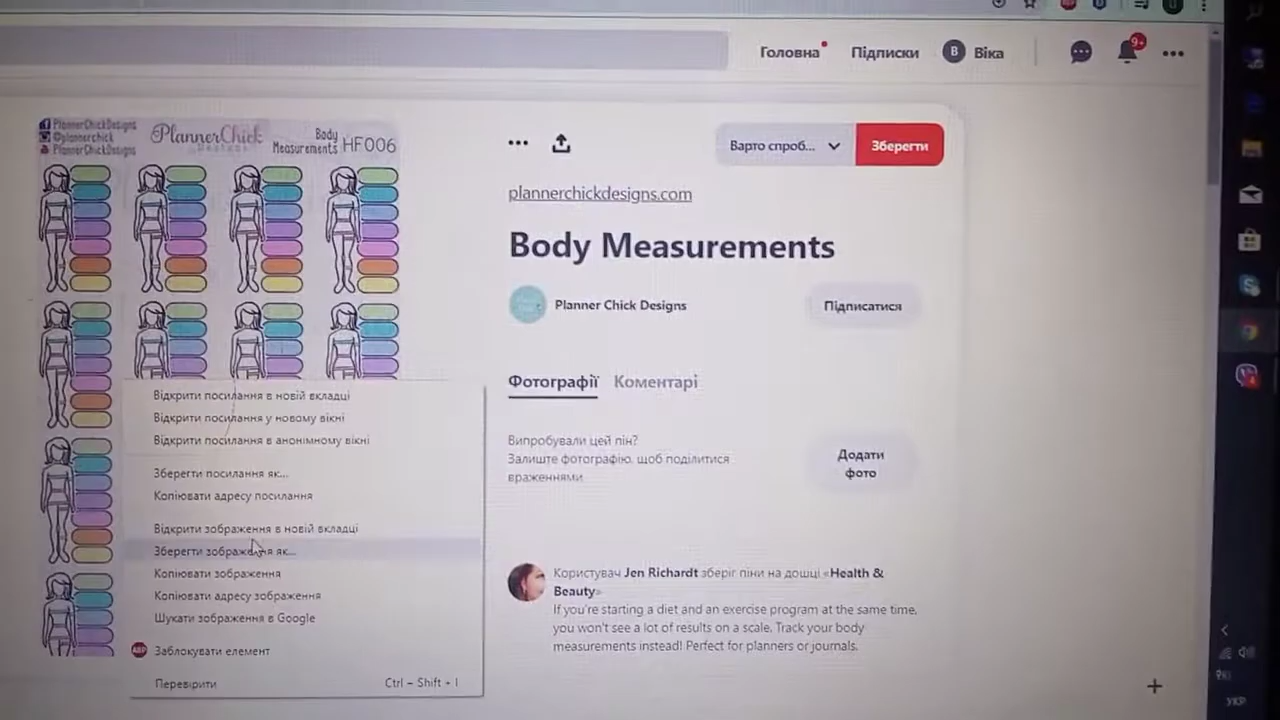 Головна
Підписки
В
Віка
9+
PlannerChickDesigns
@plannerchick
PlannerChickDesigns
PlannerChick
Designs
Body
Measurements
HF006
Варто спроб...
Зберегти
plannerchickdesigns.com
Body Measurements
Planner Chick Designs
Підписатися
Фотографії
Коментарі
Випробували цей пін?
Залиште фотографію, щоб поділитися
враженнями
Додати
фото
Відкрити посилання в новій вкладці
Відкрити посилання у новому вікні
Відкрити посилання в анонімному вікні
Зберегти посилання як...
Копіювати адресу посилання
Відкрити зображення в новій вкладці
Зберегти зображення як...
Копіювати зображення
Копіювати адресу зображення
Шукати зображення в Google
ABP
Заблокувати елемент
Перевірити
Ctrl – Shift + I
Користувач Jen Richardt зберіг піни на дошці «Health &
Beauty»
If you're starting a diet and an exercise program at the same time,
you won't see a lot of results on a scale. Track your body
measurements instead! Perfect for planners or journals.
+
УКР